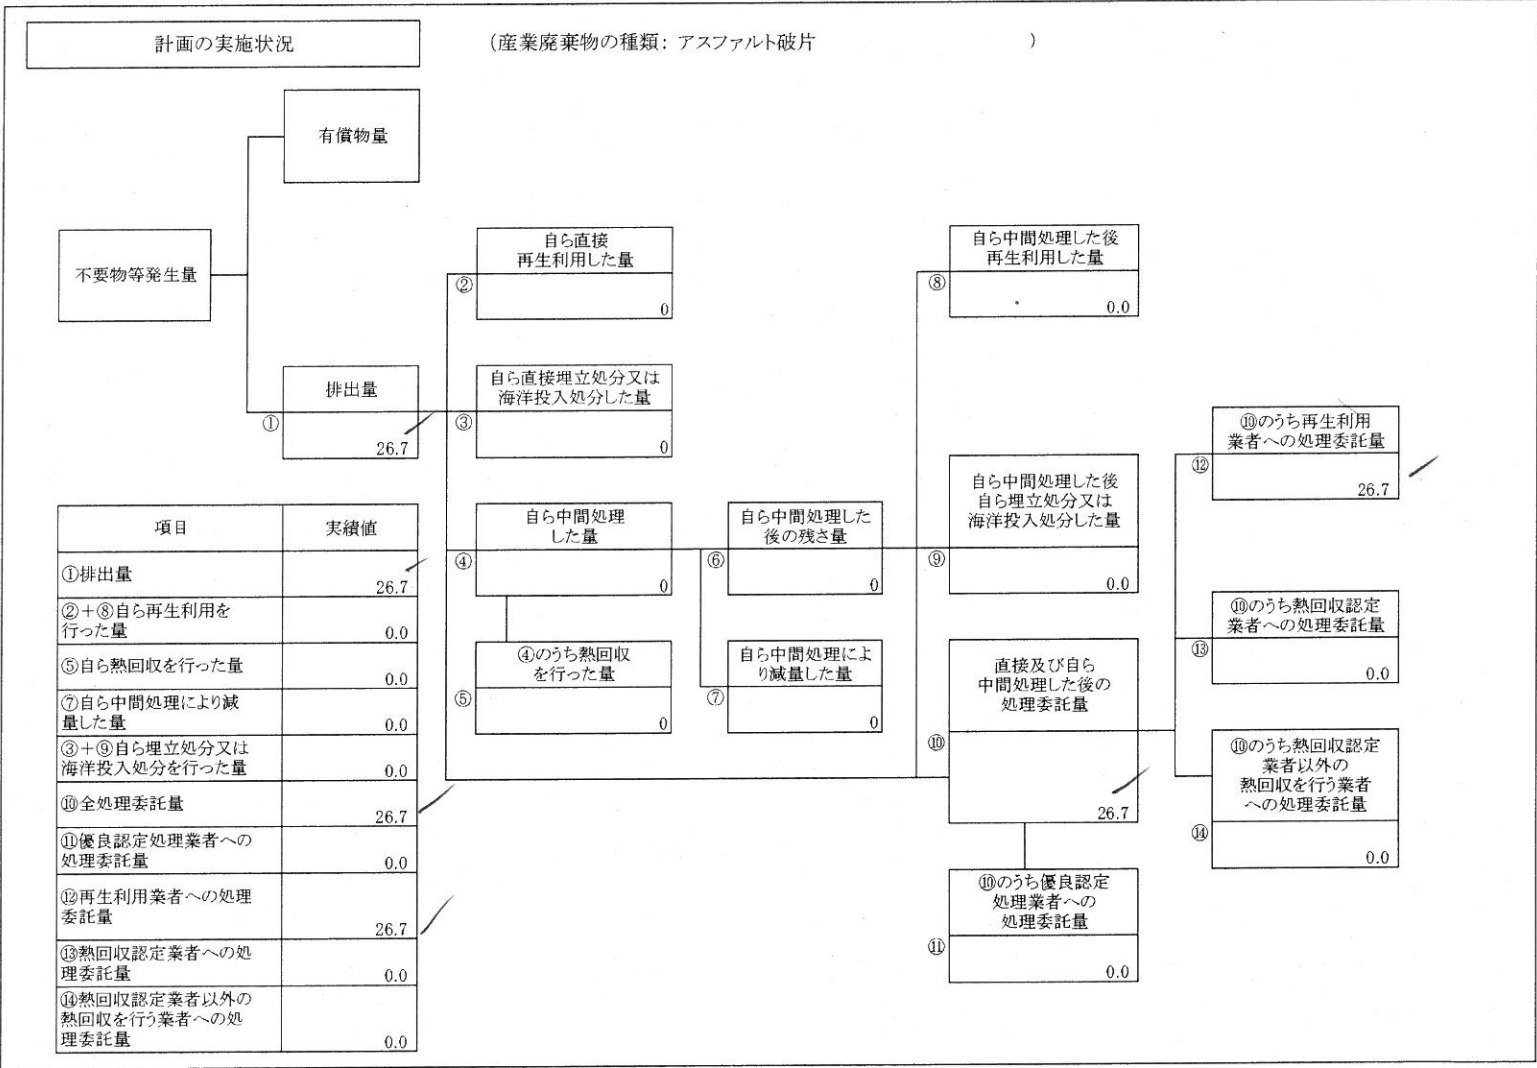 計画の実施状況
（産業廃棄物の種類： アスファルト破片　　　　）
有償物量
不要物等発生量
排出量
①
26.7
自ら直接
再生利用した量
②
0
自ら直接埋立処分又は
海洋投入処分した量
③
0
自ら中間処理
した量
④
0
④のうち熱回収
を行った量
⑤
0
自ら中間処理した
後の残さ量
⑥
0
自ら中間処理によ
り減量した量
⑦
0
自ら中間処理した後
再生利用した量
⑧
0.0
自ら中間処理した後
自ら埋立処分又は
海洋投入処分した量
⑨
0.0
直接及び自ら
中間処理した後の
処理委託量
⑩
26.7
⑩のうち優良認定
処理業者への
処理委託量
⑪
0.0
⑩のうち再生利用
業者への処理委託量
⑫
26.7
⑩のうち熱回収認定
業者への処理委託量
⑬
0.0
⑩のうち熱回収認定
業者以外の
熱回収を行う業者
への処理委託量
⑭
0.0
項目 実績値
①排出量
26.7
②＋⑧自ら再生利用を
行った量 0.0
⑤自ら熱回収を行った量
0.0
⑦自ら中間処理により減
量した量 0.0
③＋⑨自ら埋立処分又は
海洋投入処分を行った量 0.0
⑩全処理委託量
26.7
⑪優良認定処理業者への
処理委託量 0.0
⑫再生利用業者への処理
委託量
26.7
⑬熱回収認定業者への処
理委託量 0.0
⑭熱回収認定業者以外の
熱回収を行う業者への処
理委託量 0.0